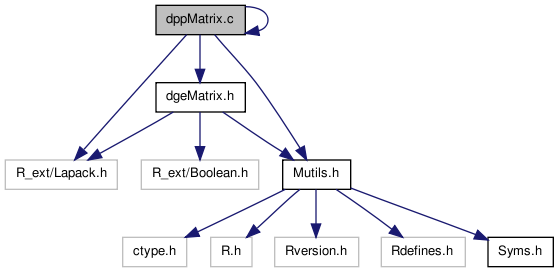 dppMatrix.c
dgeMatrix.h
R_ext/Lapack.h
R_ext/Boolean.h
Mutils.h
ctype.h
R.h
Rversion.h
Rdefines.h
Syms.h